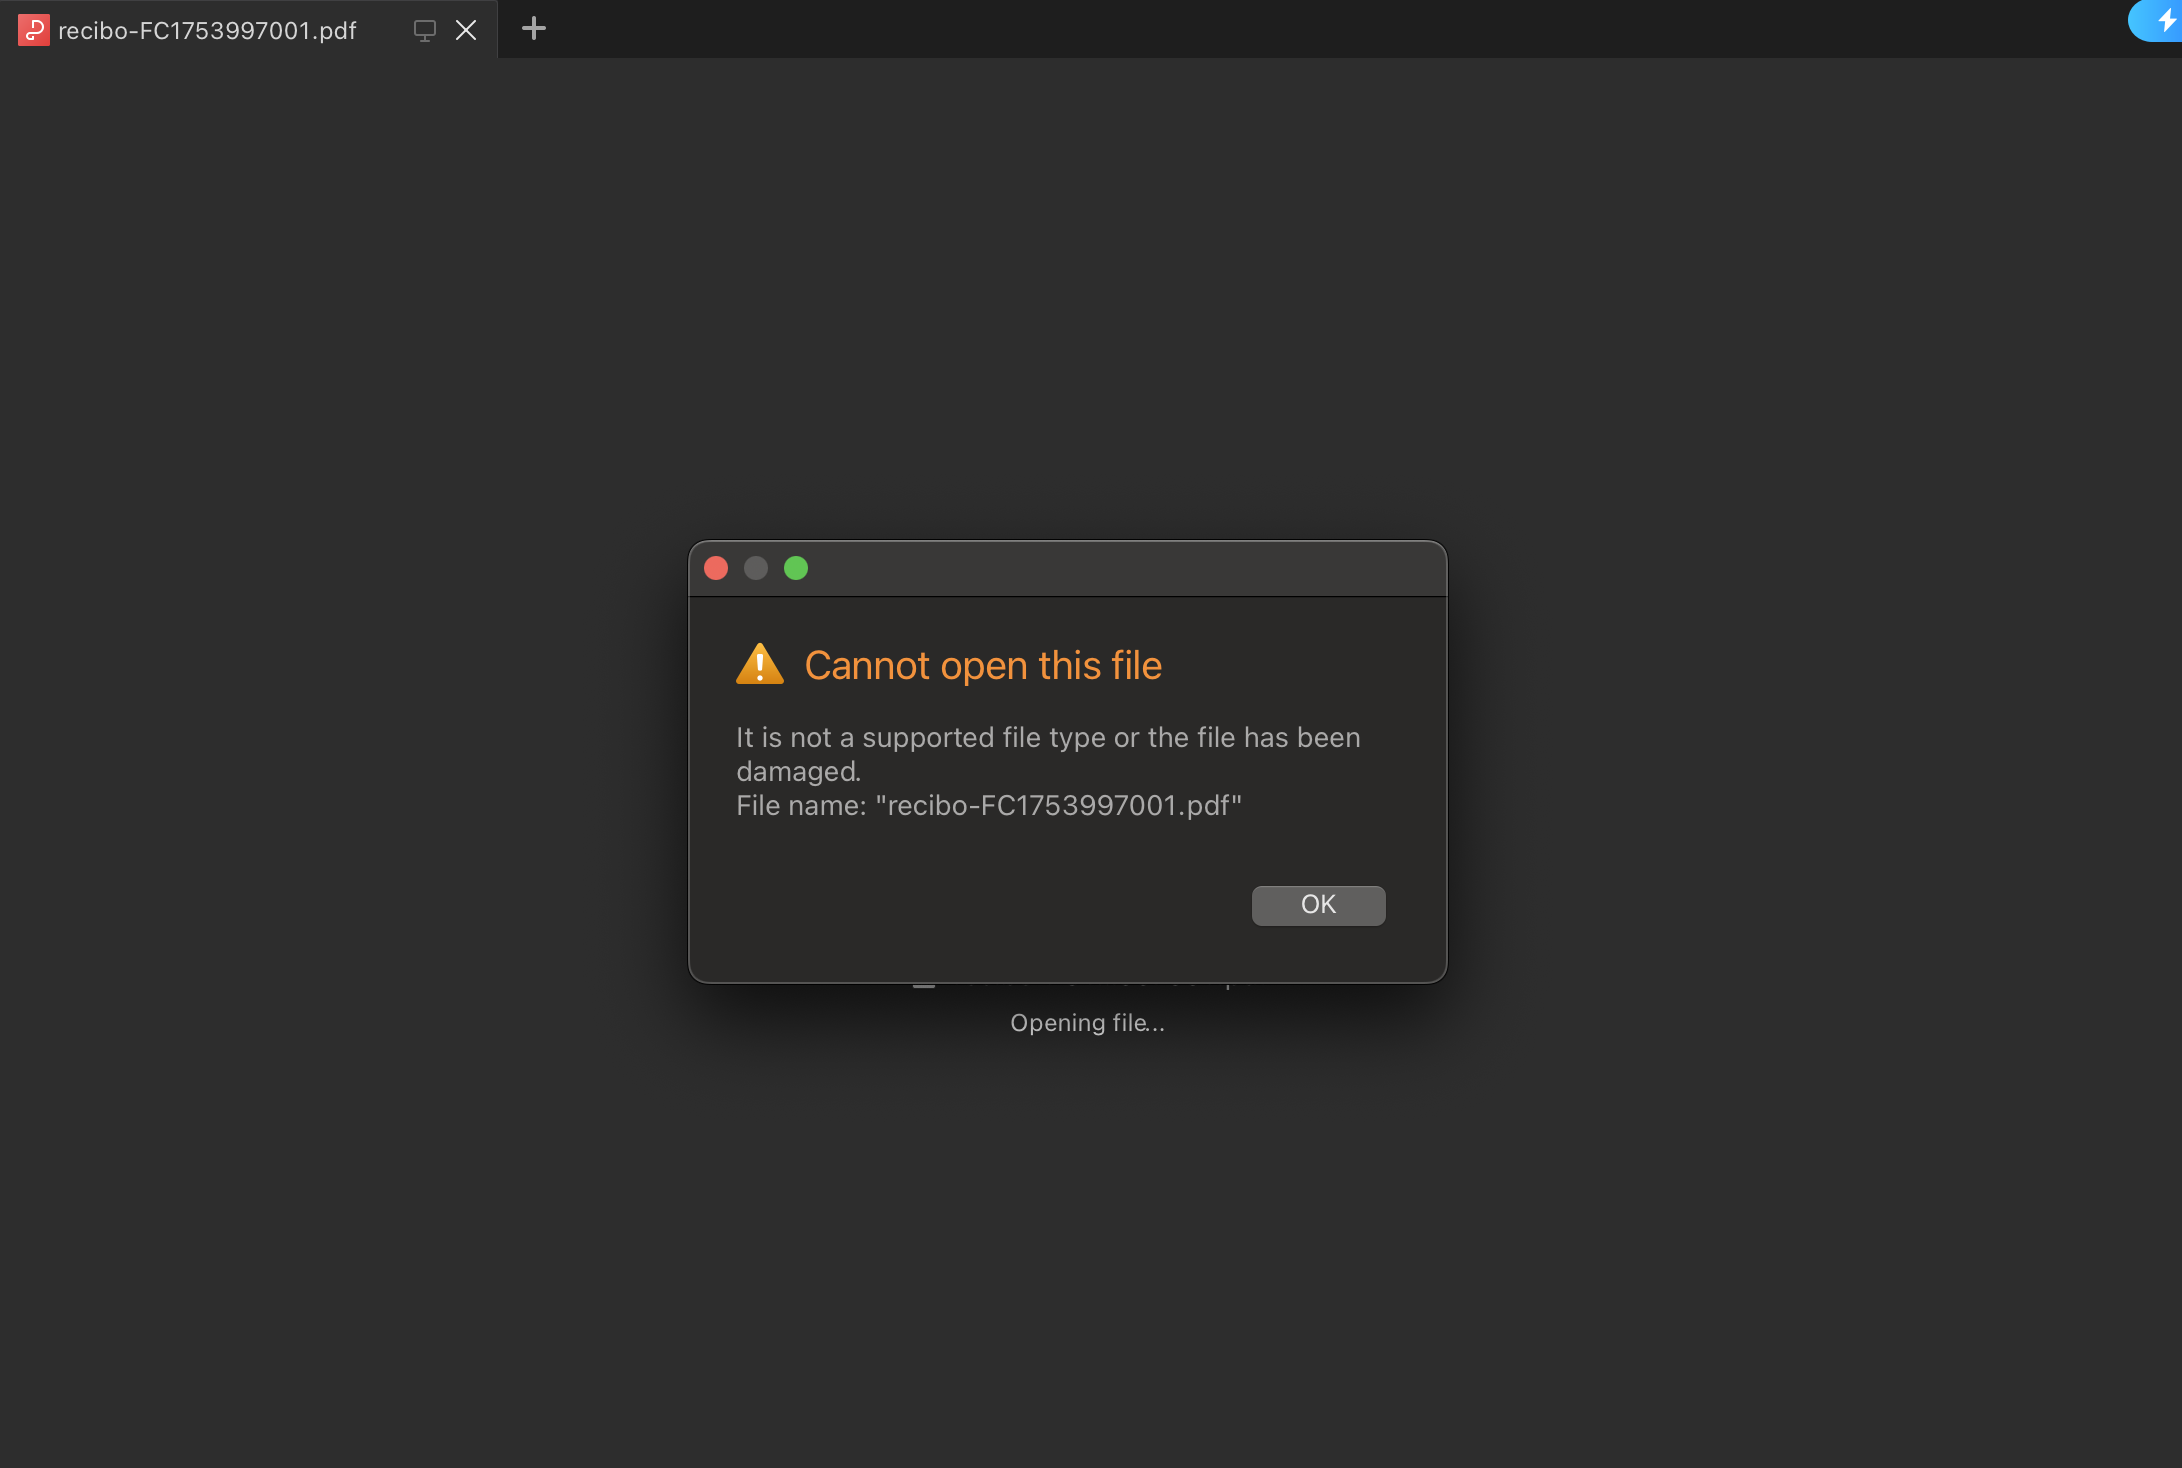 recibo-FC1753997001.pdf
Cannot open this file
It is not a supported file type or the file has been
damaged.
File name: "recibo-FC1753997001.pdf"
OK
Opening file...